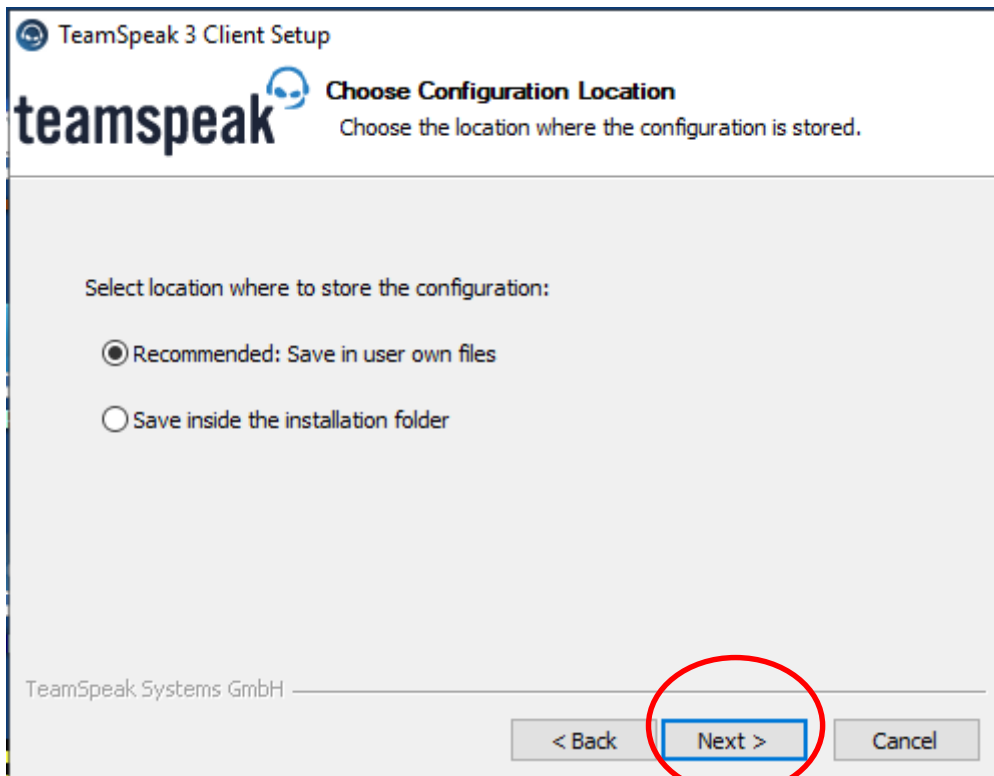 TeamSpeak 3 Client Setup
teamspeak
Choose Configuration Location
Choose the location where the configuration is stored.
Select location where to store the configuration:
Recommended: Save in user own files
Save inside the installation folder
TeamSpeak Systems GmbH
< Back Next > Cancel